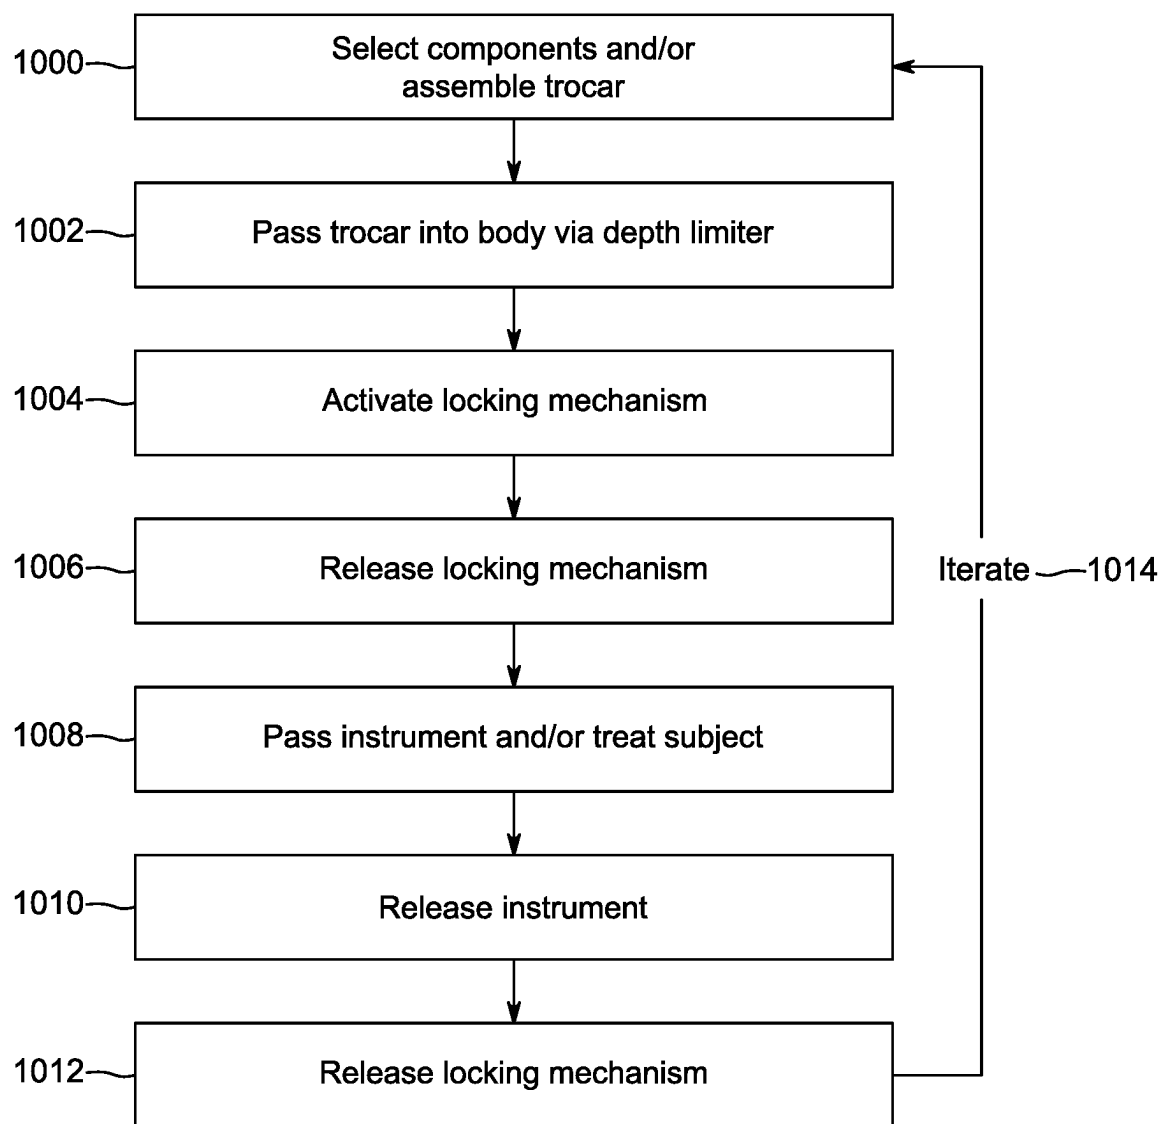 1000
Select components and/or
assemble trocar
1002
Pass trocar into body via depth limiter
1004
Activate locking mechanism
1006
Release locking mechanism
Iterate
1014
1008
Pass instrument and/or treat subject
1010
Release instrument
1012
Release locking mechanism